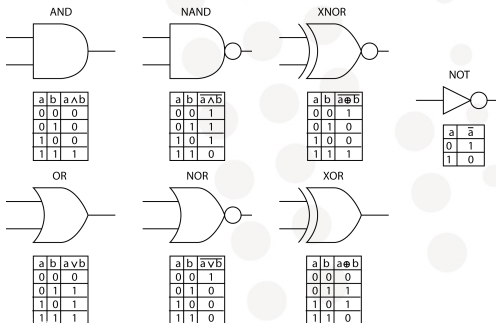 AND
NAND
XNOR
NOT
a b a∧b
0 0 0
0 1 0
1 0 0
1 1 1
a b a̅∧̅b̅
0 0 1
0 1 1
1 0 1
1 1 0
a b a̅⊕̅b̅
0 0 1
0 1 0
1 0 0
1 1 1
a a̅
0 1
1 0
OR
NOR
XOR
a b a∨b
0 0 0
0 1 1
1 0 1
1 1 1
a b a̅∨̅b̅
0 0 1
0 1 0
1 0 0
1 1 0
a b a⊕b
0 0 0
0 1 1
1 0 1
1 1 0